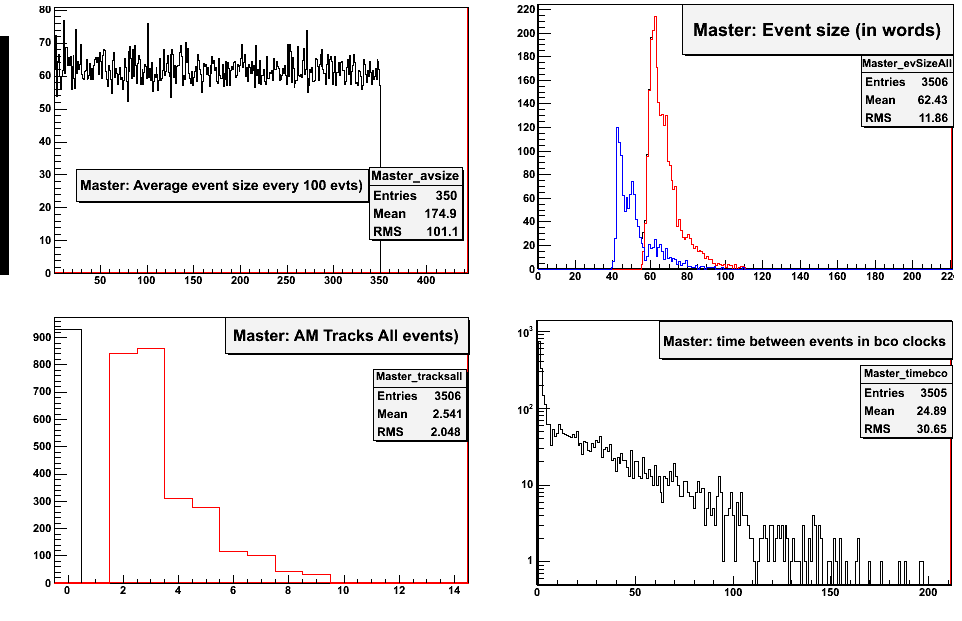 80
70
60
50
40
30
20
10
0
50 100 150 200 250 300 350 400
Master: Average event size every 100 evts)
Master_avsize
Entries 350
Mean 174.9
RMS 101.1
220
200
180
160
140
120
100
80
60
40
20
0
0 20 40 60 80 100 120 140 160 180 200
Master: Event size (in words)
Master_evSizeAll
Entries 3506
Mean 62.43
RMS 11.86
900
800
700
600
500
400
300
200
100
0
0 2 4 6 8 10 12 14
Master: AM Tracks All events)
Master_tracksall
Entries 3506
Mean 2.541
RMS 2.048
10³
10²
10
1
0 50 100 150 200
Master: time between events in bco clocks
Master_timebco
Entries 3505
Mean 24.89
RMS 30.65